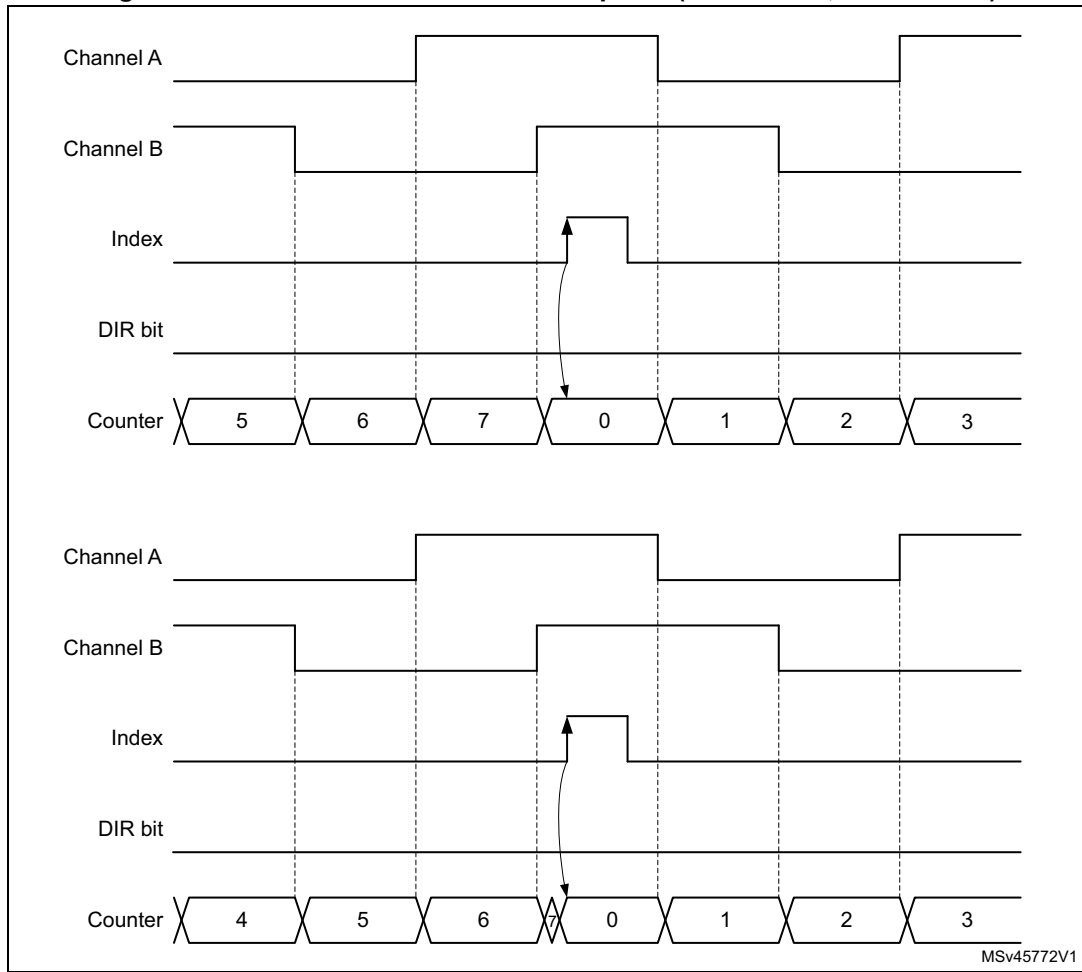 Channel A
Channel B
Index
DIR bit
Counter 5 6 7 0 1 2 3
Channel A
Channel B
Index
DIR bit
Counter 4 5 6 7 0 1 2 3
MSv45772V1